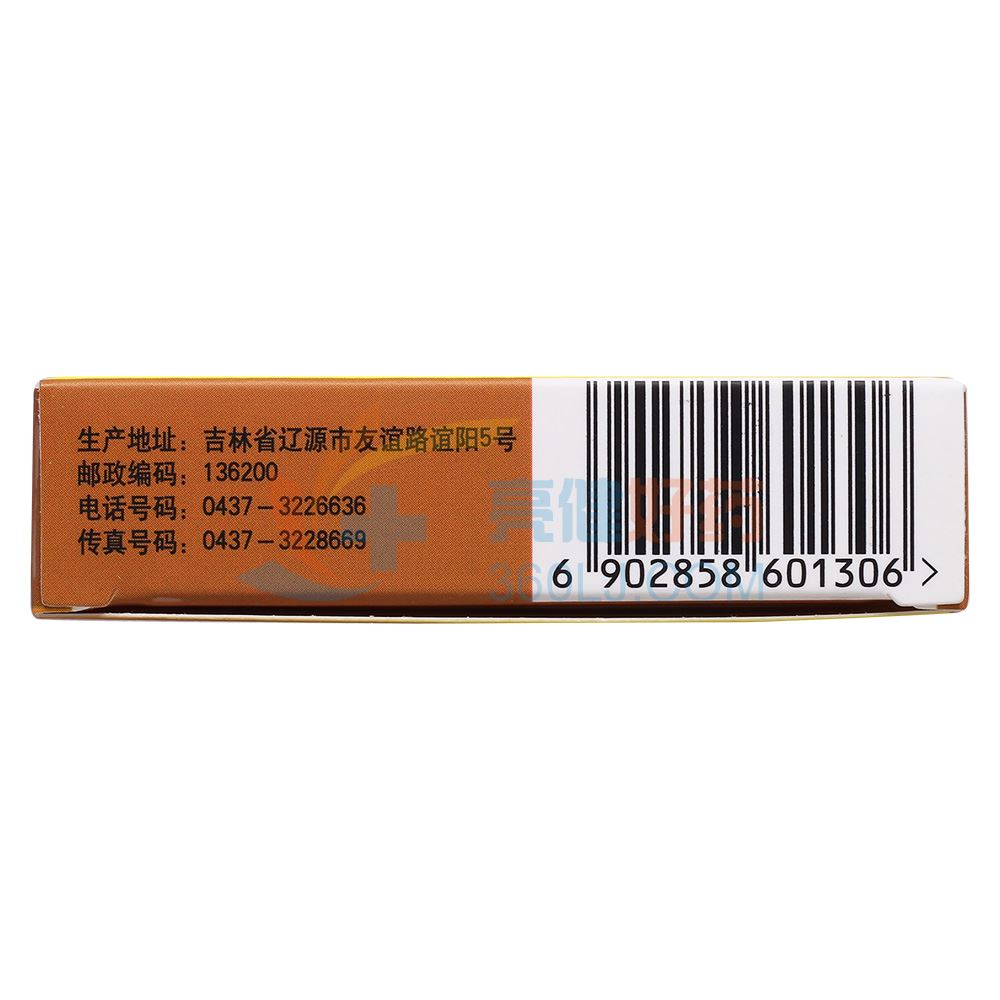 生产地址：吉林省辽源市友谊路谊阳5号
邮政编码：136200
电话号码：0437-3226636
传真号码：0437-3228669
亮健好药
360LJ.COM
6 902858 601306 >